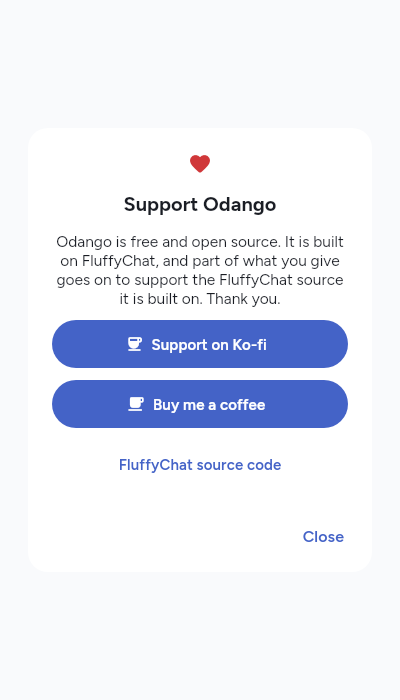 Support Odango
Odango is free and open source. It is built
on FluffyChat, and part of what you give
goes on to support the FluffyChat source
it is built on. Thank you.
Support on Ko-fi
Buy me a coffee
FluffyChat source code
Close